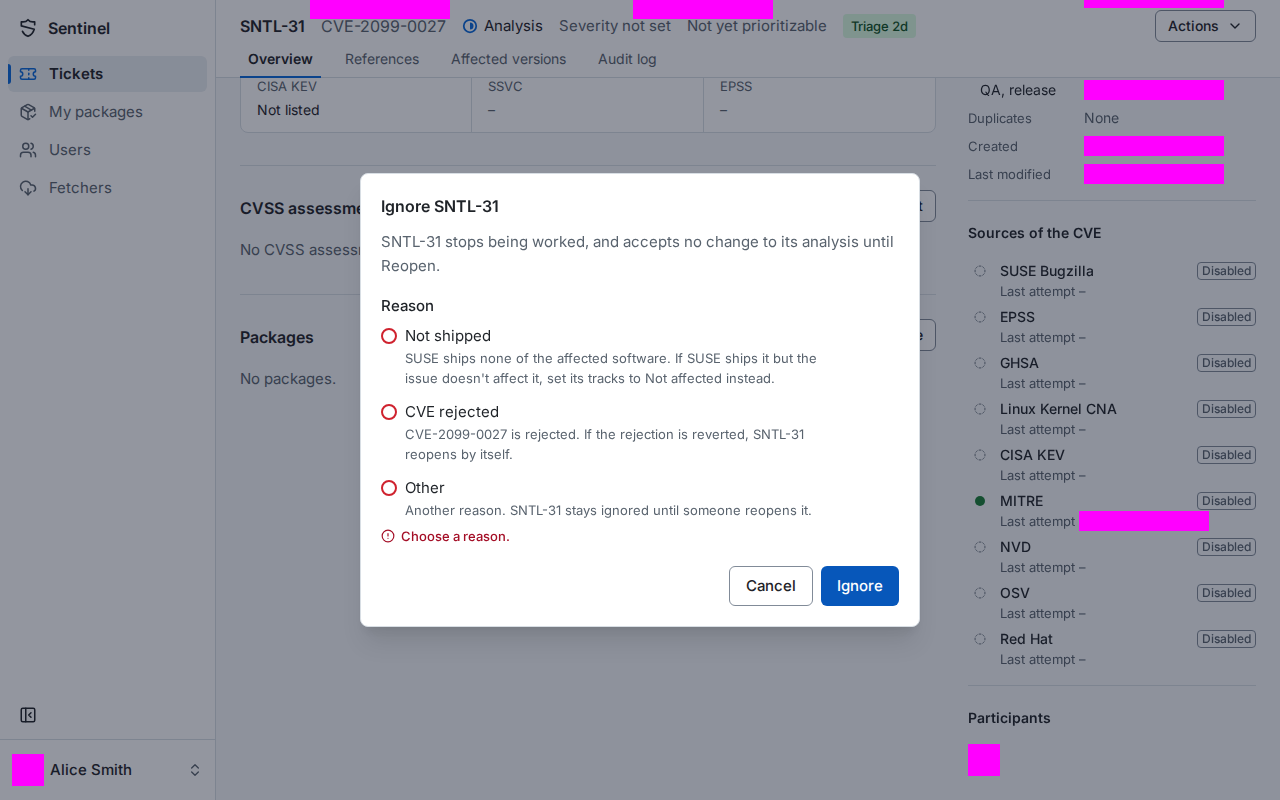 Sentinel
Tickets
My packages
Users
Fetchers
Alice Smith
SNTL-31
CVE-2099-0027
Analysis
Severity not set
Not yet prioritizable
Triage 2d
Actions
Overview
References
Affected versions
Audit log
CISA KEV
SSVC
EPSS
Not listed
–
–
CVSS assessme
No CVSS assess
Packages
No packages.
Ignore SNTL-31
SNTL-31 stops being worked, and accepts no change to its analysis until
Reopen.
Reason
Not shipped
SUSE ships none of the affected software. If SUSE ships it but the
issue doesn't affect it, set its tracks to Not affected instead.
CVE rejected
CVE-2099-0027 is rejected. If the rejection is reverted, SNTL-31
reopens by itself.
Other
Another reason. SNTL-31 stays ignored until someone reopens it.
Choose a reason.
Cancel
Ignore
QA, release
Duplicates
None
Created
Last modified
Sources of the CVE
SUSE Bugzilla
Disabled
Last attempt –
EPSS
Disabled
Last attempt –
GHSA
Disabled
Last attempt –
Linux Kernel CNA
Disabled
Last attempt –
CISA KEV
Disabled
Last attempt –
MITRE
Disabled
Last attempt
NVD
Disabled
Last attempt –
OSV
Disabled
Last attempt –
Red Hat
Disabled
Last attempt –
Participants